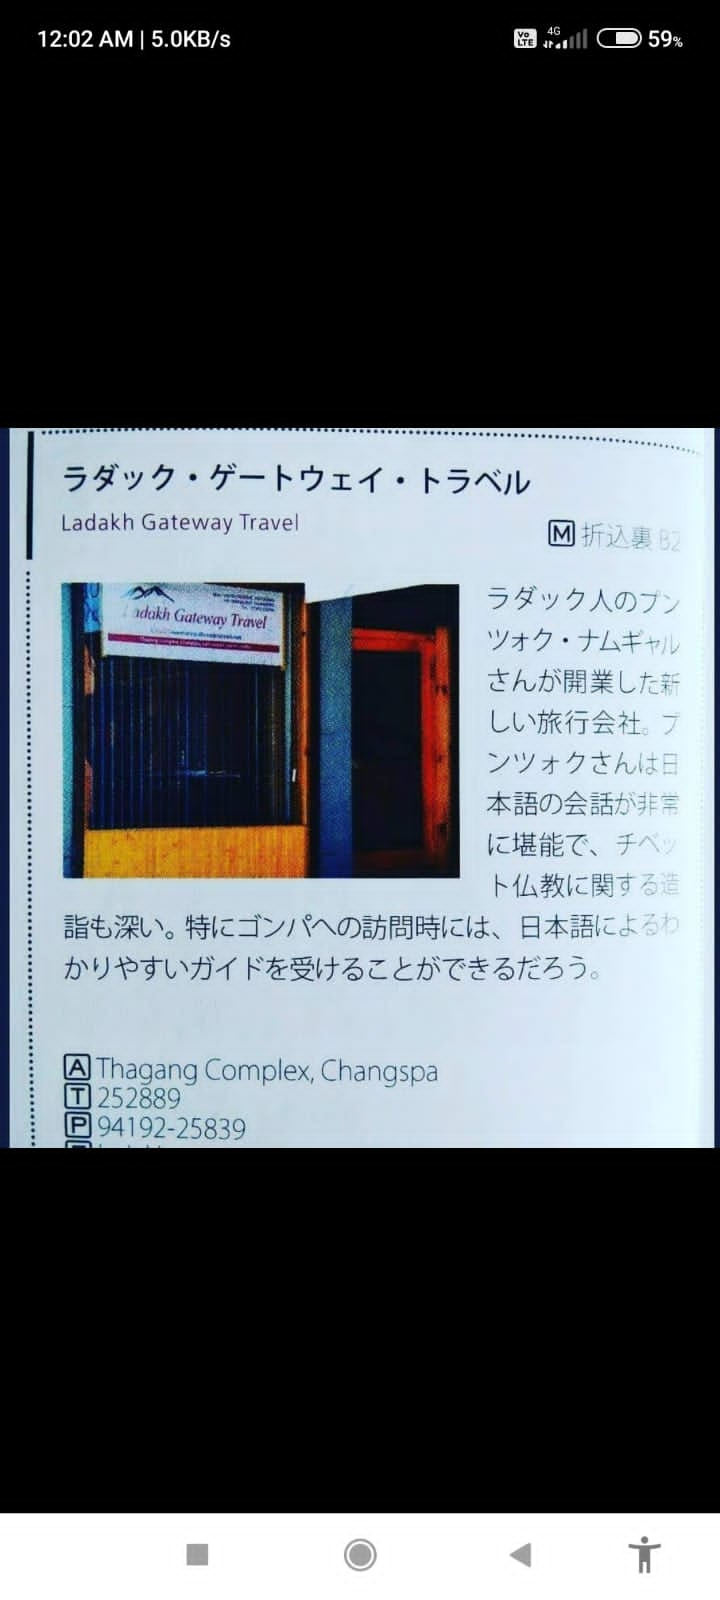 12:02 AM | 5.0KB/s
Vo LTE 4G 59%
ラダック・ゲートウェイ・トラベル
Ladakh Gateway Travel
M 折込裏 B2
Ladakh Gateway Travel
ラダック人のプン
ツォク・ナムギャル
さんが開業した新
しい旅行会社。プ
ンツォクさんは日
本語の会話が非常
に堪能で、チベッ
ト仏教に関する造
詣も深い。特にゴンパへの訪問時には、日本語によるわ
かりやすいガイドを受けることができるだろう。
A Thagang Complex, Changspa
T 252889
P 94192-25839